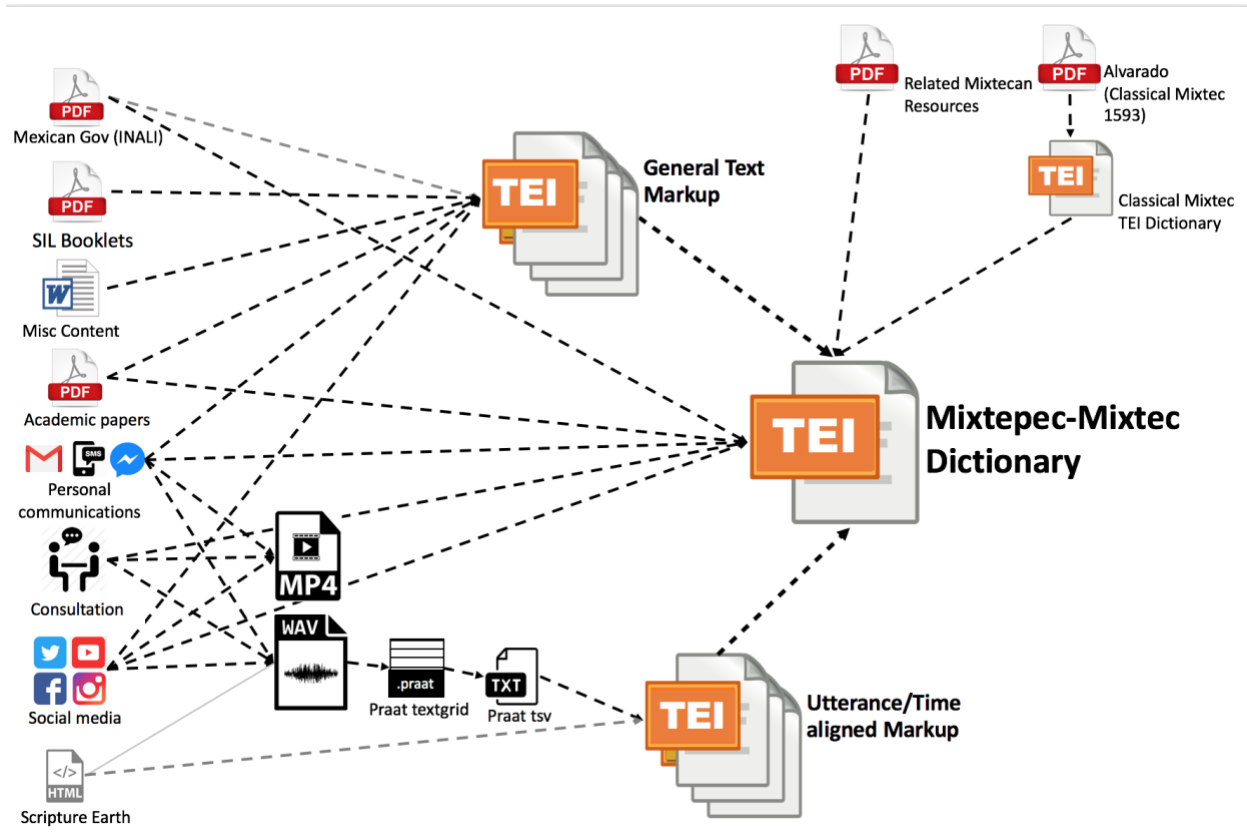 PDF
Mexican Gov (INALI)
PDF
SIL Booklets
W
Misc Content
PDF
Academic papers
SMS
Personal
communications
Consultation
Social media
</>
HTML
Scripture Earth
TEI
General Text
Markup
MP4
WAV
.praat
Praat textgrid
TXT
Praat tsv
PDF
Related Mixtecan
Resources
PDF
Alvarado
(Classical Mixtec
1593)
TEI
Classical Mixtec
TEI Dictionary
TEI
Mixtepec-Mixtec
Dictionary
TEI
Utterance/Time
aligned Markup